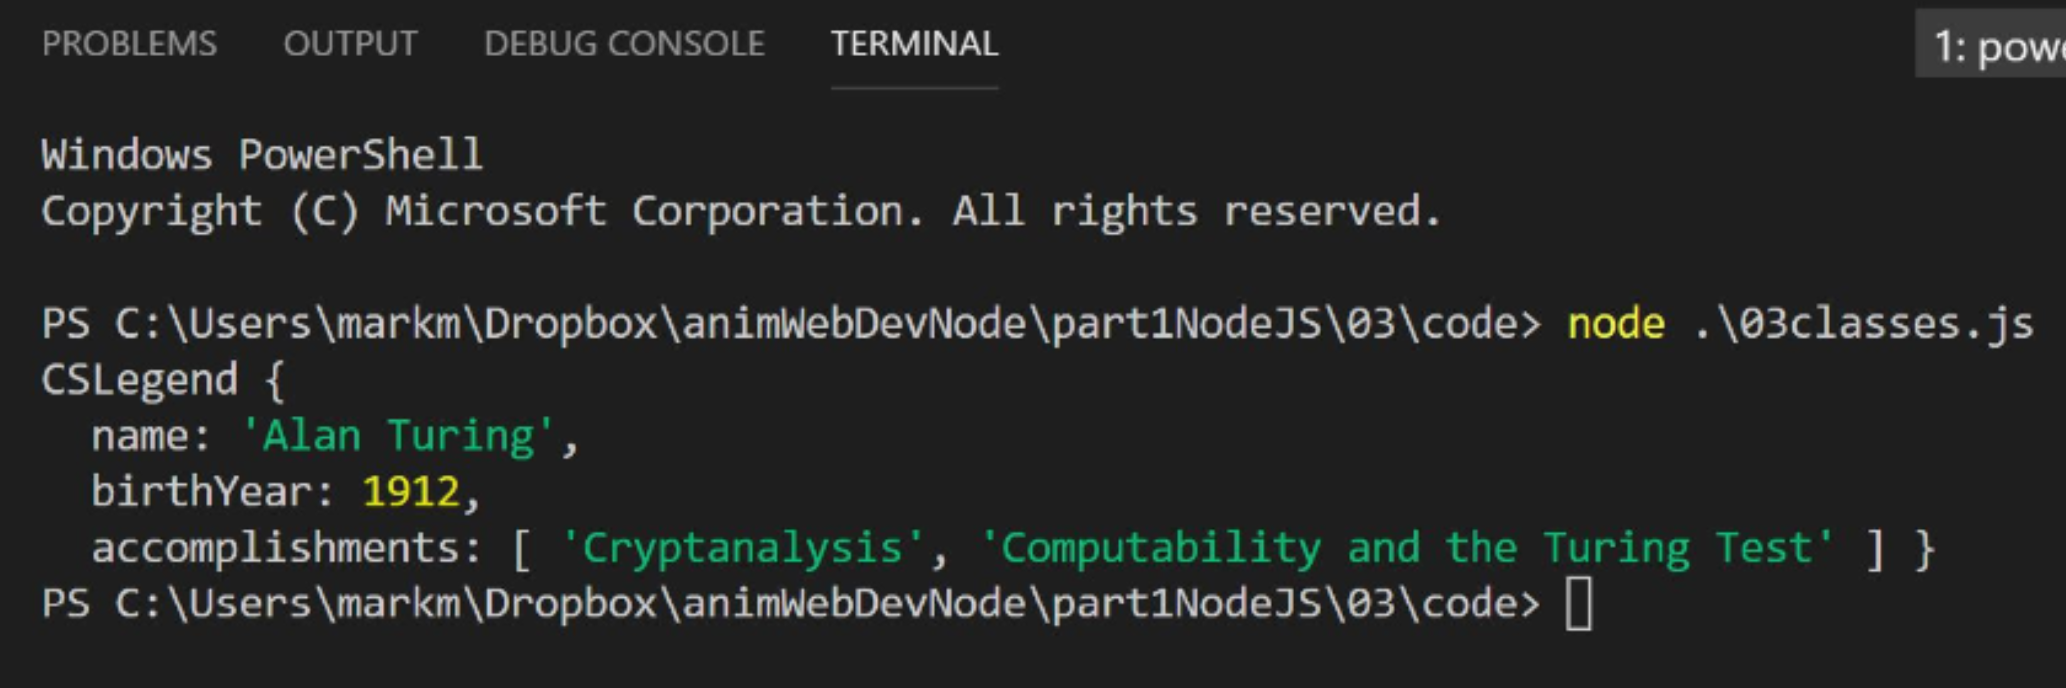 PROBLEMS OUTPUT DEBUG CONSOLE TERMINAL 1: powe
Windows PowerShell
Copyright (C) Microsoft Corporation. All rights reserved.
PS C:\Users\markm\Dropbox\animWebDevNode\part1NodeJS\03\code> node .\03classes.js
CSLegend {
  name: 'Alan Turing',
  birthYear: 1912,
  accomplishments: [ 'Cryptanalysis', 'Computability and the Turing Test' ] }
PS C:\Users\markm\Dropbox\animWebDevNode\part1NodeJS\03\code>